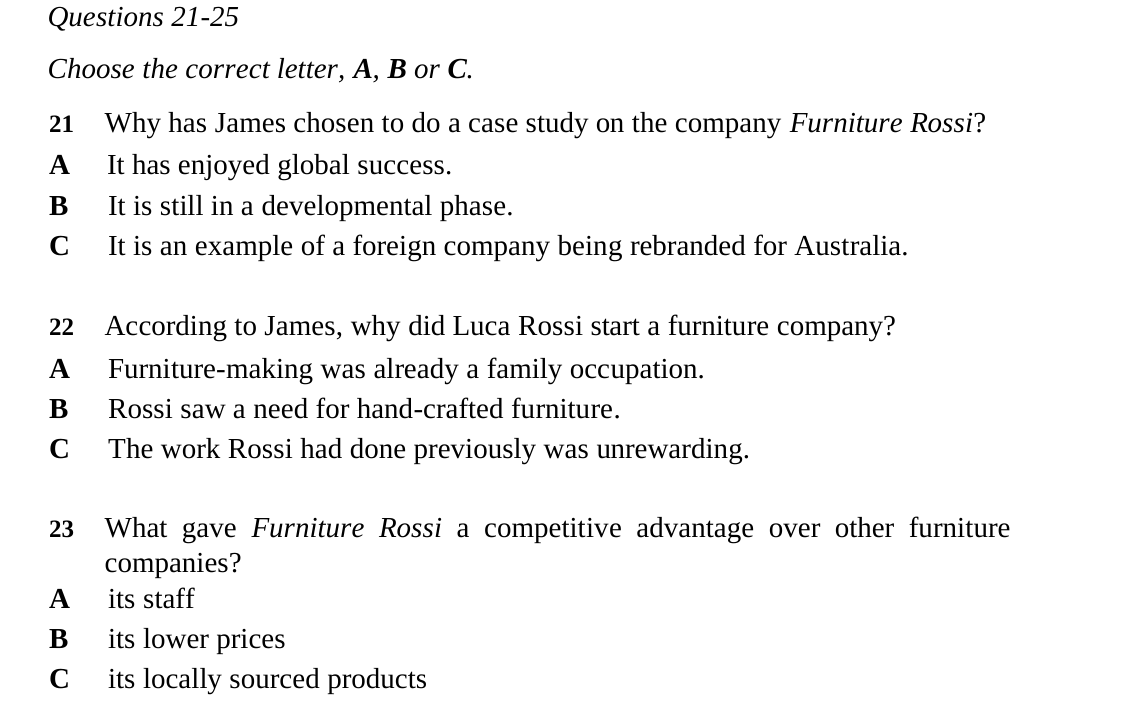 Questions 21-25
Choose the correct letter, A, B or C.
21 Why has James chosen to do a case study on the company Furniture Rossi?
A It has enjoyed global success.
B It is still in a developmental phase.
C It is an example of a foreign company being rebranded for Australia.
22 According to James, why did Luca Rossi start a furniture company?
A Furniture-making was already a family occupation.
B Rossi saw a need for hand-crafted furniture.
C The work Rossi had done previously was unrewarding.
23 What gave Furniture Rossi a competitive advantage over other furniture
companies?
A its staff
B its lower prices
C its locally sourced products